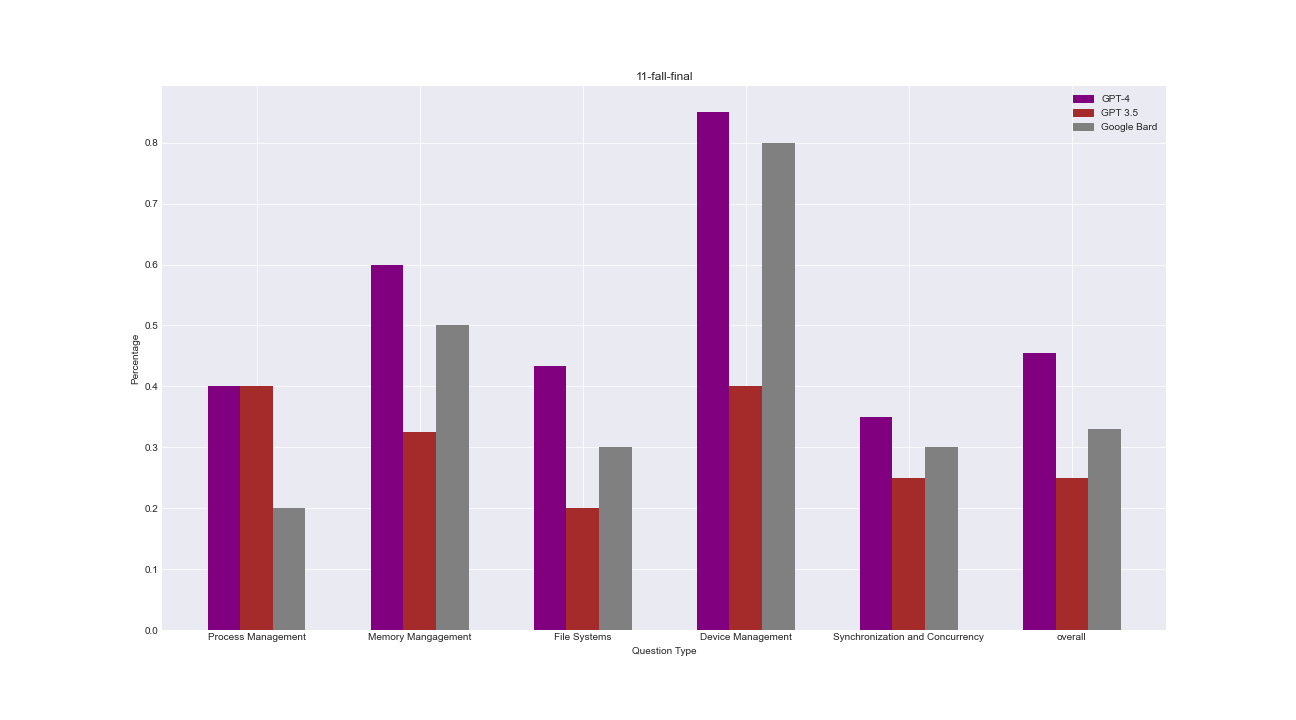 11-fall-final
GPT-4
GPT 3.5
Google Bard
Percentage
0.8
0.7
0.6
0.5
0.4
0.3
0.2
0.1
0.0
Process Management Memory Mangagement File Systems Device Management Synchronization and Concurrency overall
Question Type